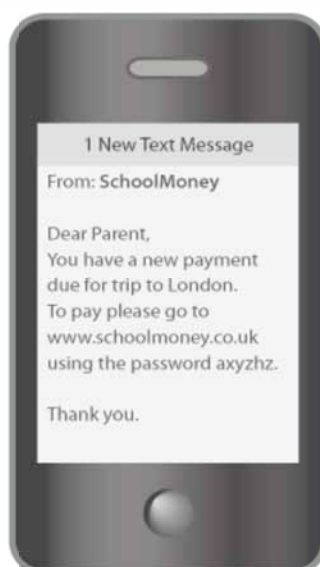 1 New Text Message
From: SchoolMoney
Dear Parent,
You have a new payment
due for trip to London.
To pay please go to
www.schoolmoney.co.uk
using the password axyzhz.
Thank you.